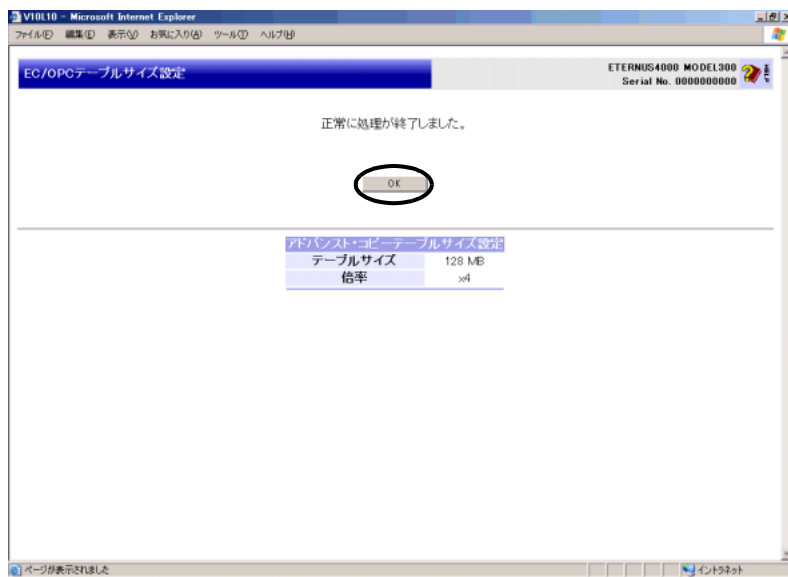 V10L10 - Microsoft Internet Explorer
ファイル(F) 編集(E) 表示(V) お気に入り(A) ツール(T) ヘルプ(H)
EC/OPCテーブルサイズ設定
ETERNUS4000 MODEL300
Serial No. 0000000000
正常に処理が終了しました。
OK
アドバンスト・コピーテーブルサイズ設定
テーブルサイズ 128 MB
倍率 x4
ページが表示されました イントラネット